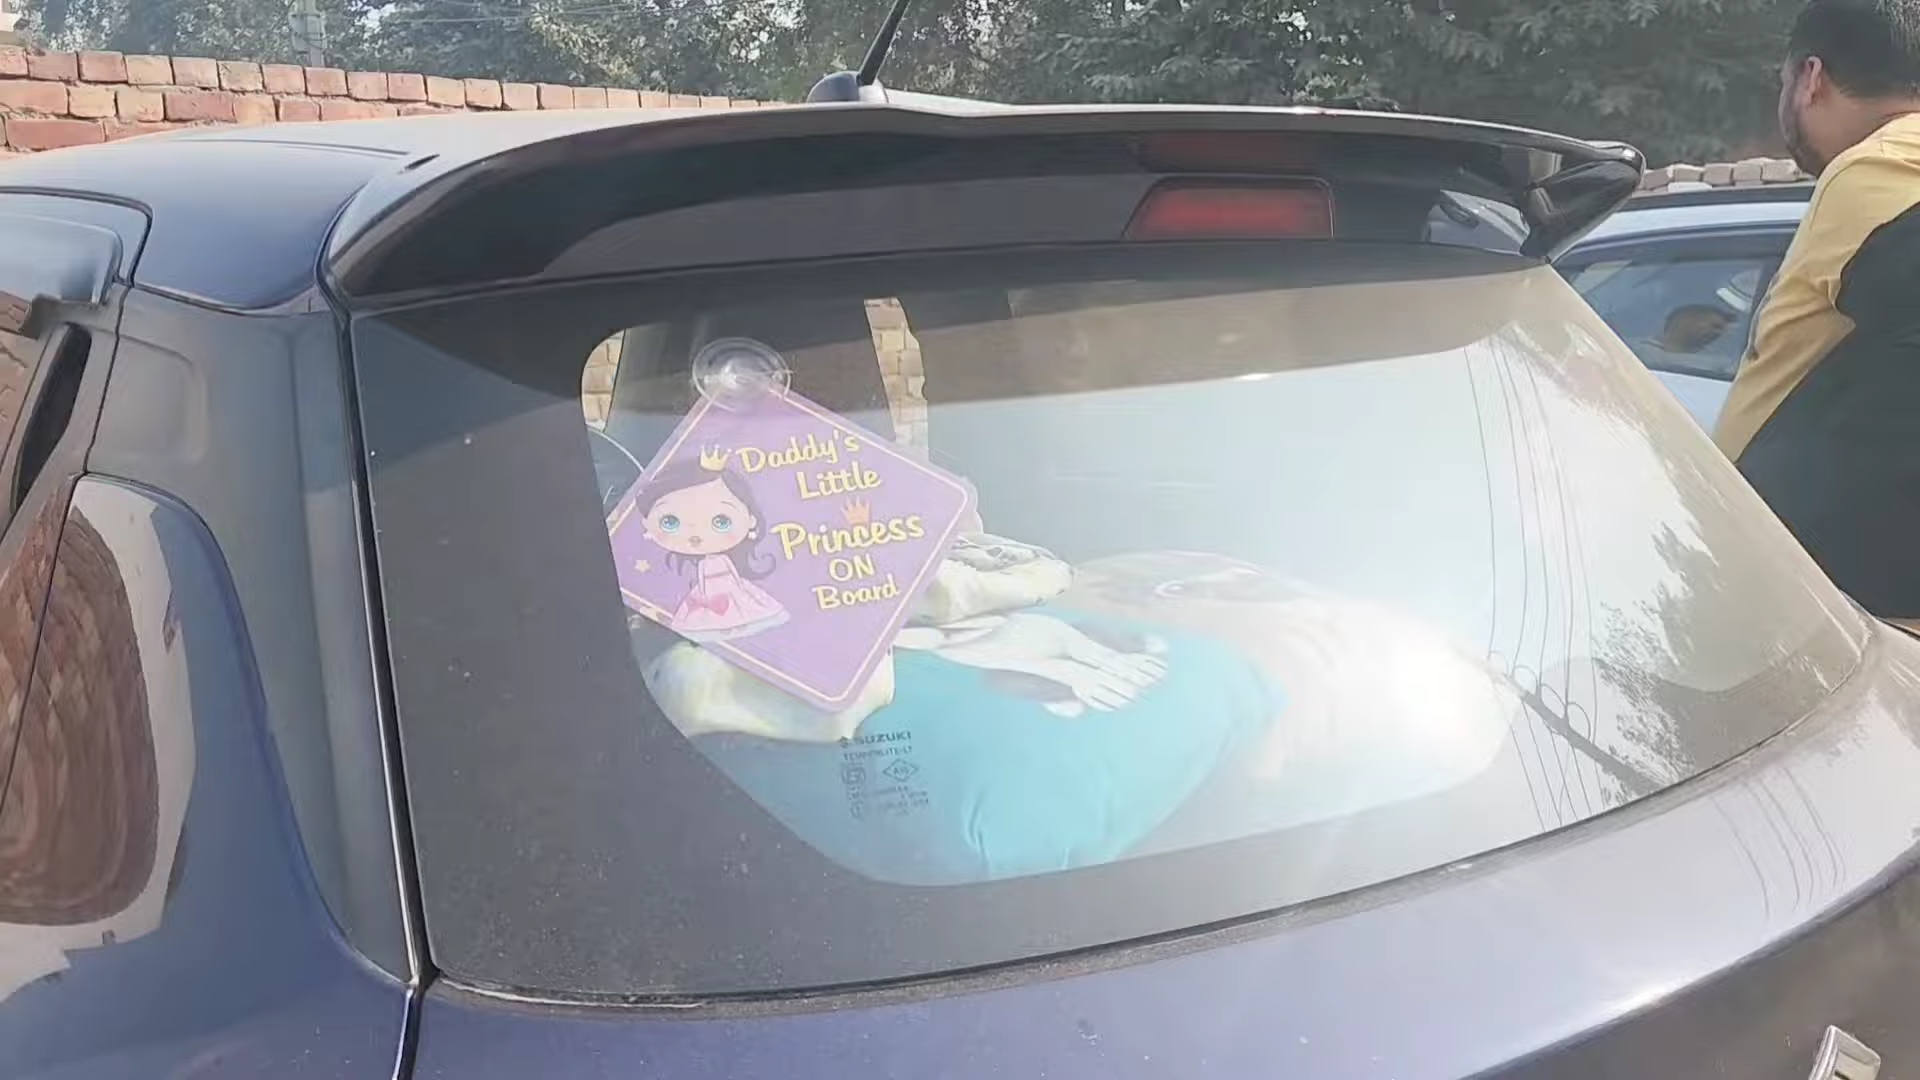 Daddy's
Little
Princess
ON
Board
SUZUKI